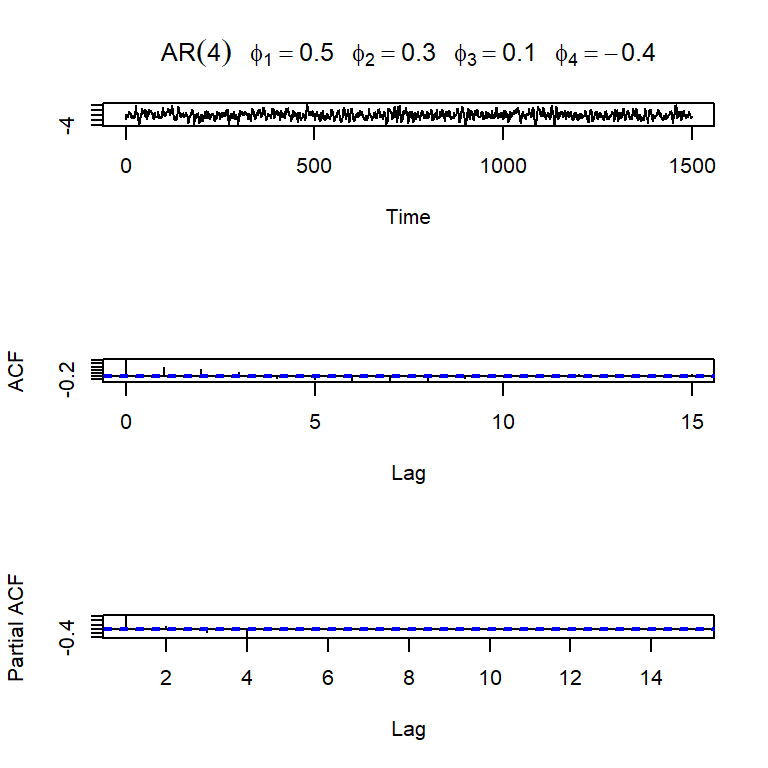 AR(4) ϕ₁ = 0.5 ϕ₂ = 0.3 ϕ₃ = 0.1 ϕ₄ = −0.4
-4
0 500 1000 1500
Time
ACF
-0.2
0 5 10 15
Lag
Partial ACF
-0.4
2 4 6 8 10 12 14
Lag